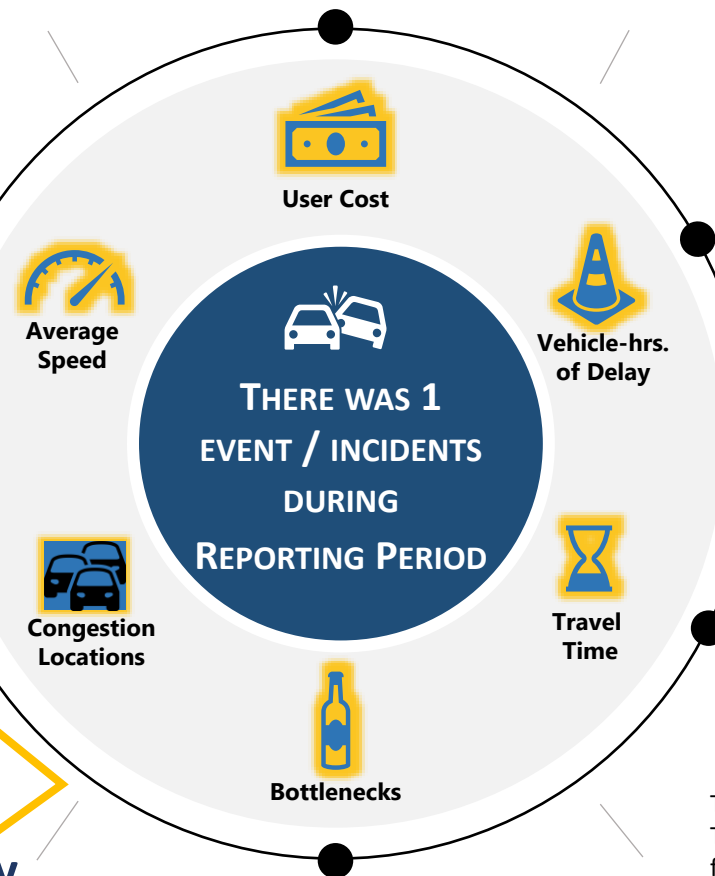 User Cost
Average
Speed
Vehicle-hrs.
of Delay
THERE WAS 1
EVENT / INCIDENTS
DURING
REPORTING PERIOD
Congestion
Locations
Travel
Time
Bottlenecks